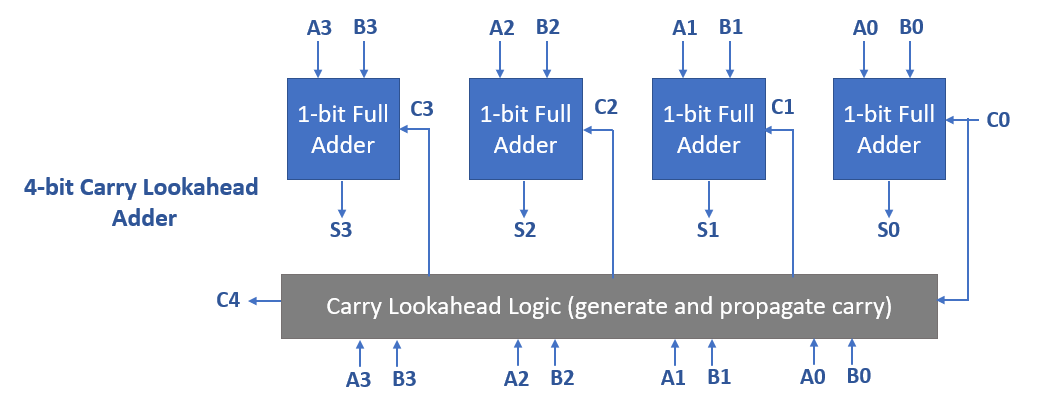 A3 B3 A2 B2 A1 B1 A0 B0
1-bit Full Adder C3 1-bit Full Adder C2 1-bit Full Adder C1 1-bit Full Adder C0
4-bit Carry Lookahead
Adder
S3 S2 S1 S0
C4 Carry Lookahead Logic (generate and propagate carry)
A3 B3 A2 B2 A1 B1 A0 B0